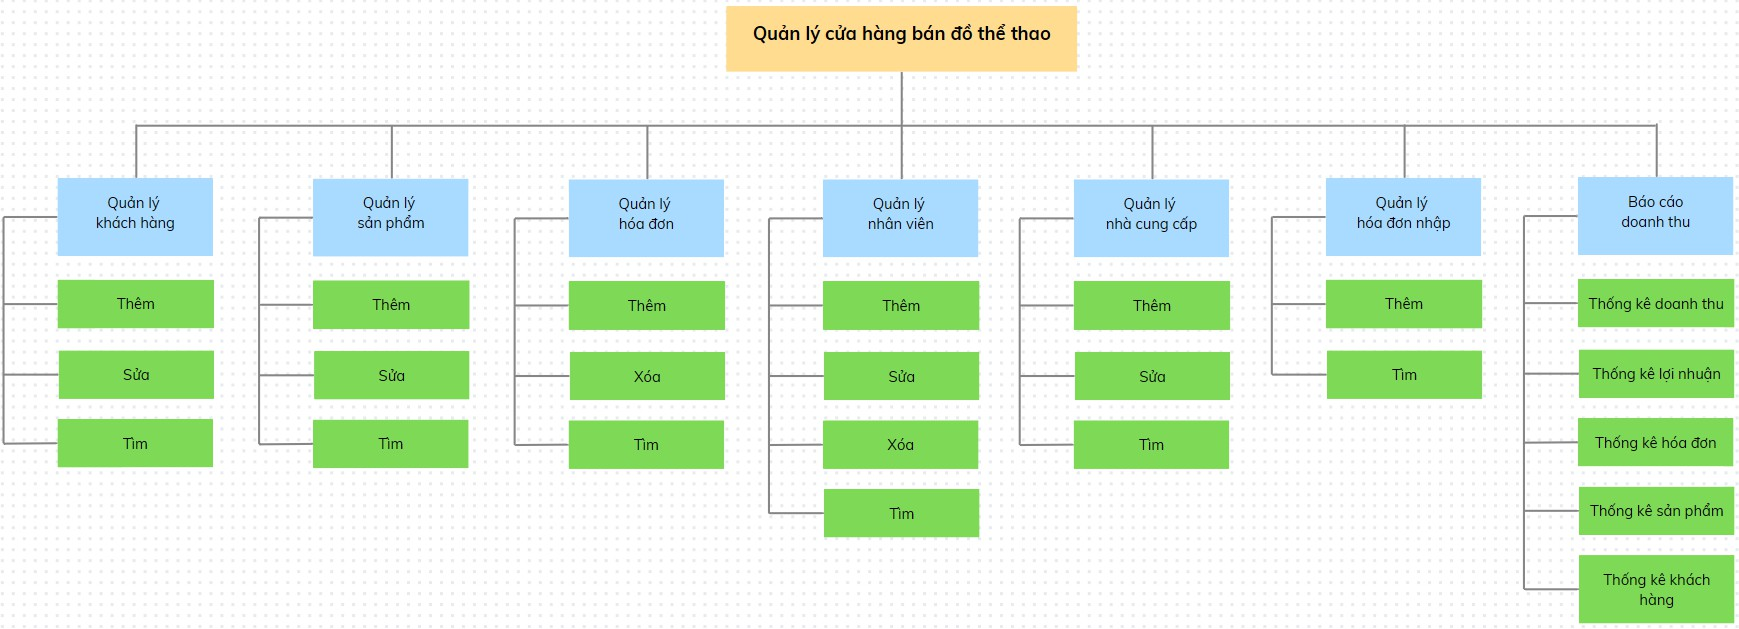 Quản lý cửa hàng bán đồ thể thao
Quản lý
khách hàng
Thêm
Sửa
Tìm
Quản lý
sản phẩm
Thêm
Sửa
Tìm
Quản lý
hóa đơn
Thêm
Xóa
Tìm
Quản lý
nhân viên
Thêm
Sửa
Xóa
Tìm
Quản lý
nhà cung cấp
Thêm
Sửa
Tìm
Quản lý
hóa đơn nhập
Thêm
Tìm
Báo cáo
doanh thu
Thống kê doanh thu
Thống kê lợi nhuận
Thống kê hóa đơn
Thống kê sản phẩm
Thống kê khách
hàng